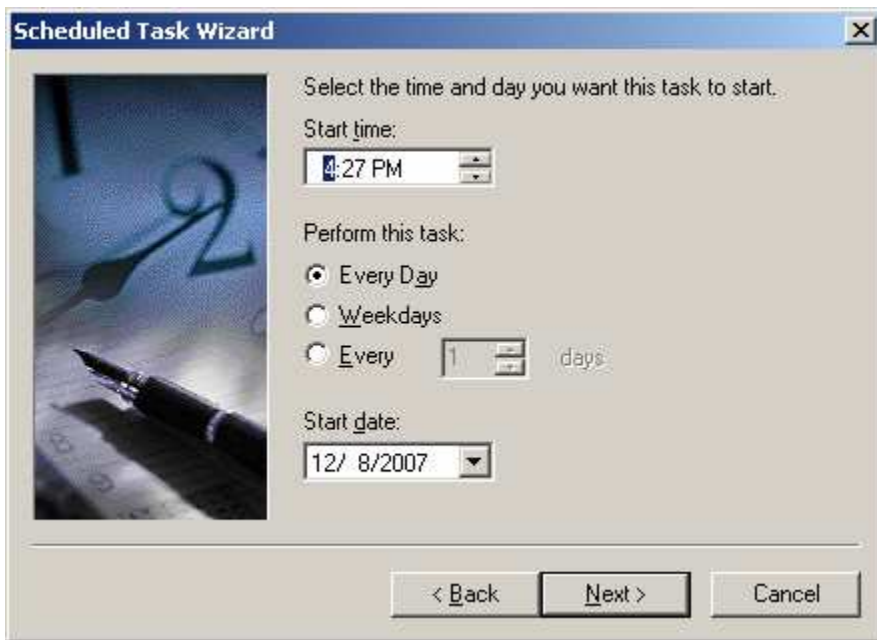 Scheduled Task Wizard
Select the time and day you want this task to start.
Start time:
4:27 PM
Perform this task:
Every Day
Weekdays
Every 1 days
Start date:
12/ 8/2007
< Back Next > Cancel